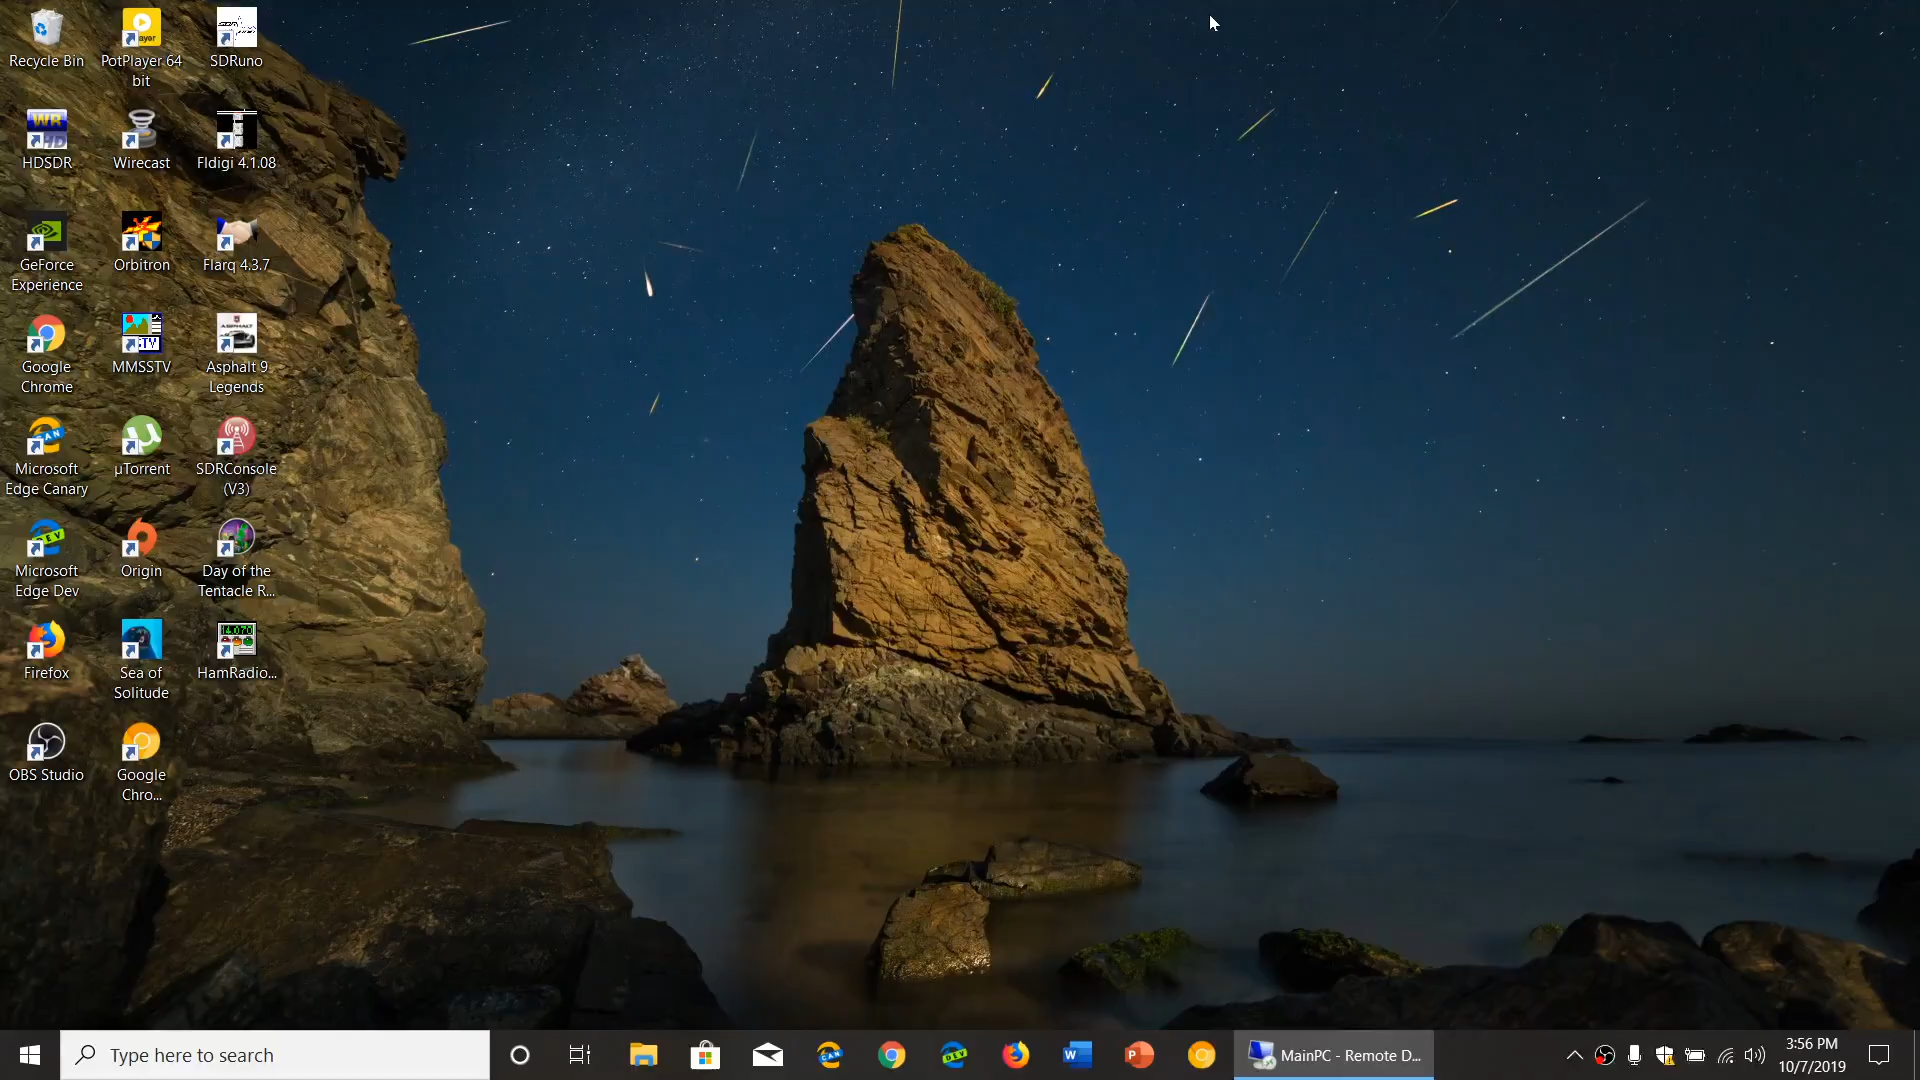 Recycle Bin
PotPlayer 64
bit
SDRuno
HDSDR
Wirecast
Fldigi 4.1.08
GeForce
Experience
Orbitron
Flarq 4.3.7
Google
Chrome
MMSSTV
Asphalt 9
Legends
Microsoft
Edge Canary
µTorrent
SDRConsole
(V3)
Microsoft
Edge Dev
Origin
Day of the
Tentacle R...
Firefox
Sea of
Solitude
HamRadio...
OBS Studio
Google
Chro...
Type here to search
MainPC - Remote D...
3:56 PM
10/7/2019